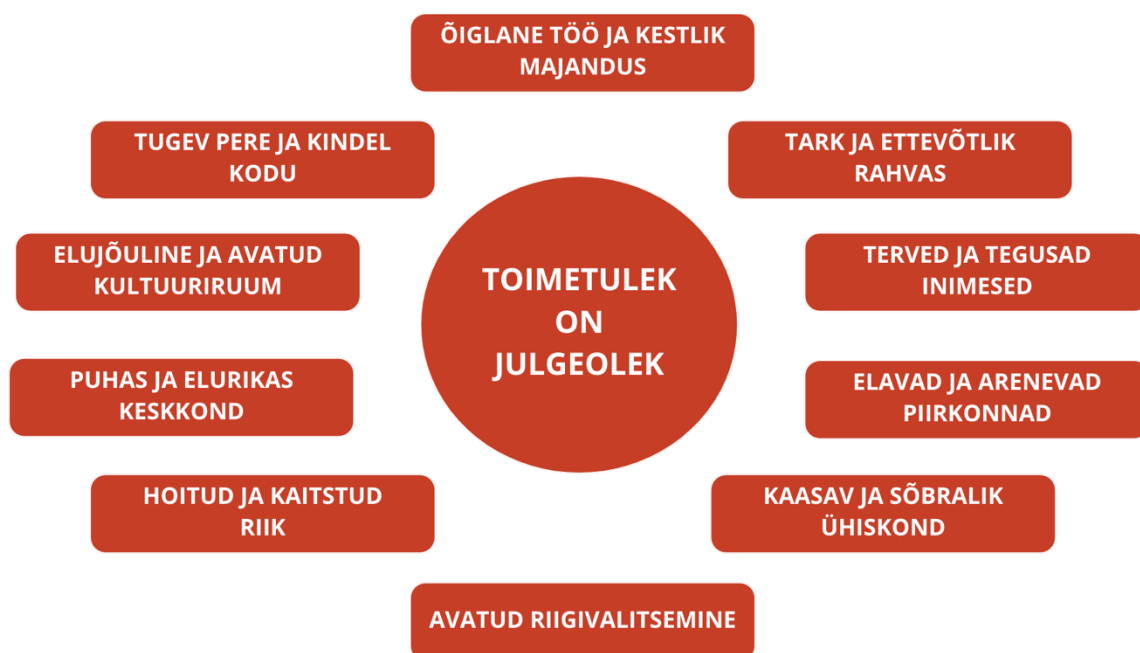 ÕIGLANE TÖÖ JA KESTLIK
MAJANDUS
TUGEV PERE JA KINDEL
KODU
TARK JA ETTEVÕTLIK
RAHVAS
ELUJÕULINE JA AVATUD
KULTUURIRUUM
TERVED JA TEGUSAD
INIMESED
TOIMETULEK
ON
JULGEOLEK
PUHAS JA ELURIKAS
KESKKOND
ELAVAD JA ARENEVAD
PIIRKONNAD
HOITUD JA KAITSTUD
RIIK
KAASAV JA SÕBRALIK
ÜHISKOND
AVATUD RIIGIVALITSEMINE